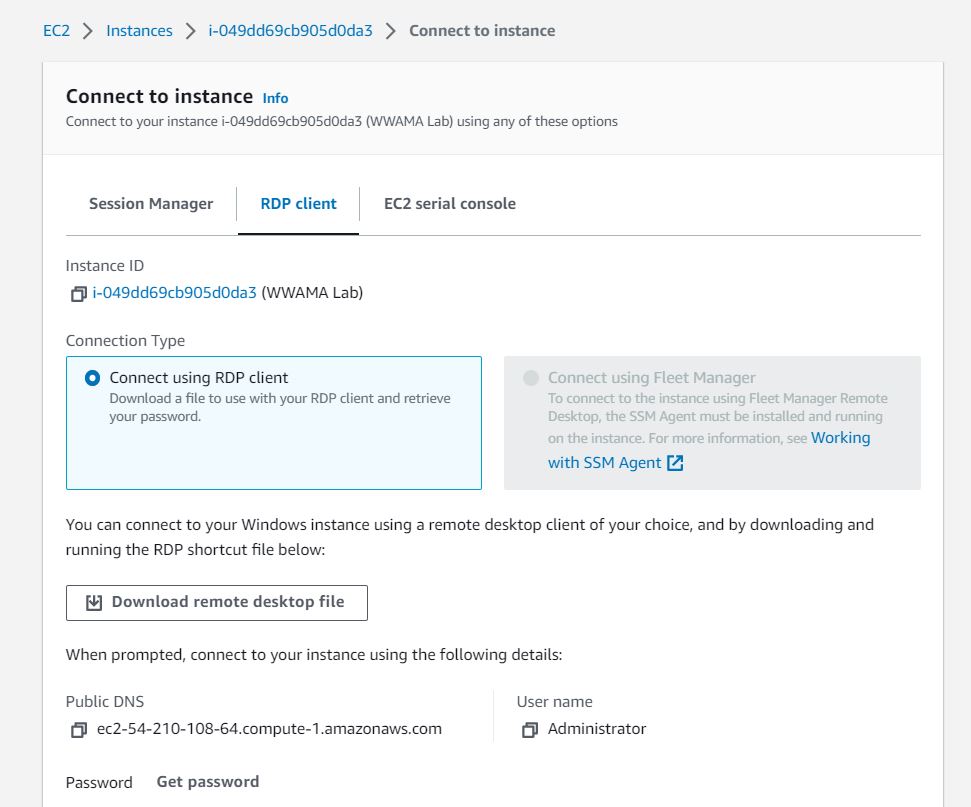 EC2 > Instances > i-049dd69cb905d0da3 > Connect to instance
Connect to instance Info
Connect to your instance i-049dd69cb905d0da3 (WWAMA Lab) using any of these options
Session Manager RDP client EC2 serial console
Instance ID
i-049dd69cb905d0da3 (WWAMA Lab)
Connection Type
Connect using RDP client
Download a file to use with your RDP client and retrieve
your password.
Connect using Fleet Manager
To connect to the instance using Fleet Manager Remote
Desktop, the SSM Agent must be installed and running
on the instance. For more information, see Working
with SSM Agent
You can connect to your Windows instance using a remote desktop client of your choice, and by downloading and
running the RDP shortcut file below:
Download remote desktop file
When prompted, connect to your instance using the following details:
Public DNS
ec2-54-210-108-64.compute-1.amazonaws.com
User name
Administrator
Password Get password